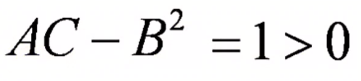 AC − B² = 1 > 0